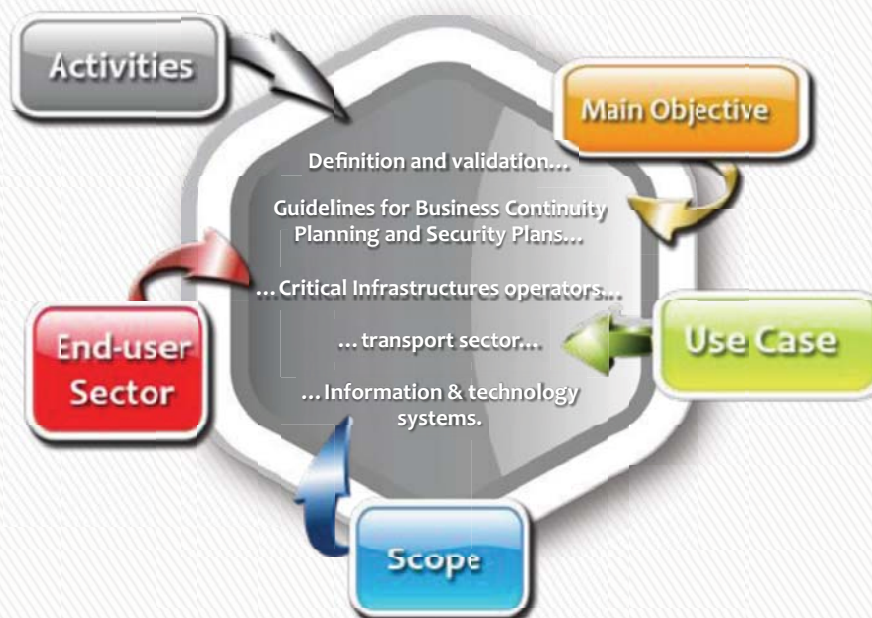 Activities
Main Objective
Definition and validation...
Guidelines for Business Continuity
Planning and Security Plans...
...Critical Infrastructures operators...
End-user
Sector
...transport sector...
Use Case
...Information & technology
systems.
Scope